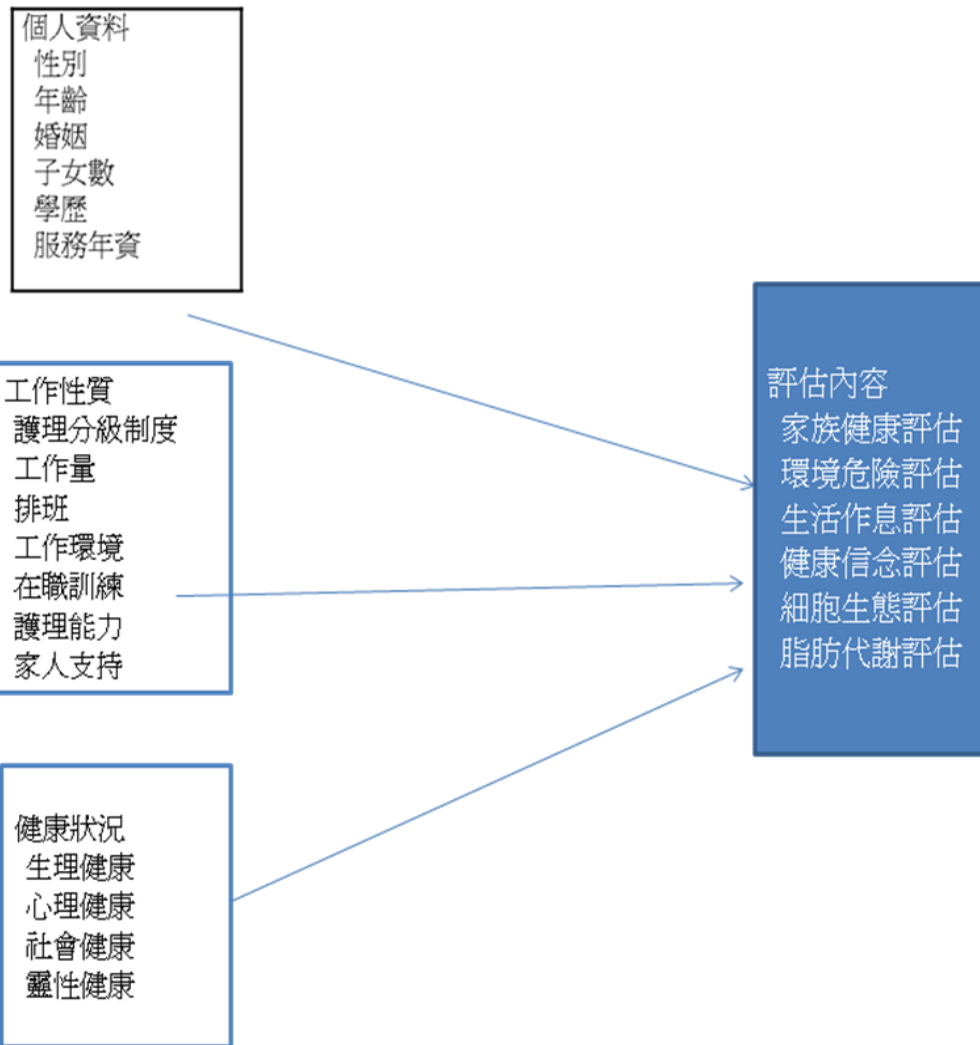 個人資料
性別
年齡
婚姻
子女數
學歷
服務年資
工作性質
護理分級制度
工作量
排班
工作環境
在職訓練
護理能力
家人支持
健康狀況
生理健康
心理健康
社會健康
靈性健康
評估內容
家族健康評估
環境危險評估
生活作息評估
健康信念評估
細胞生態評估
脂肪代謝評估